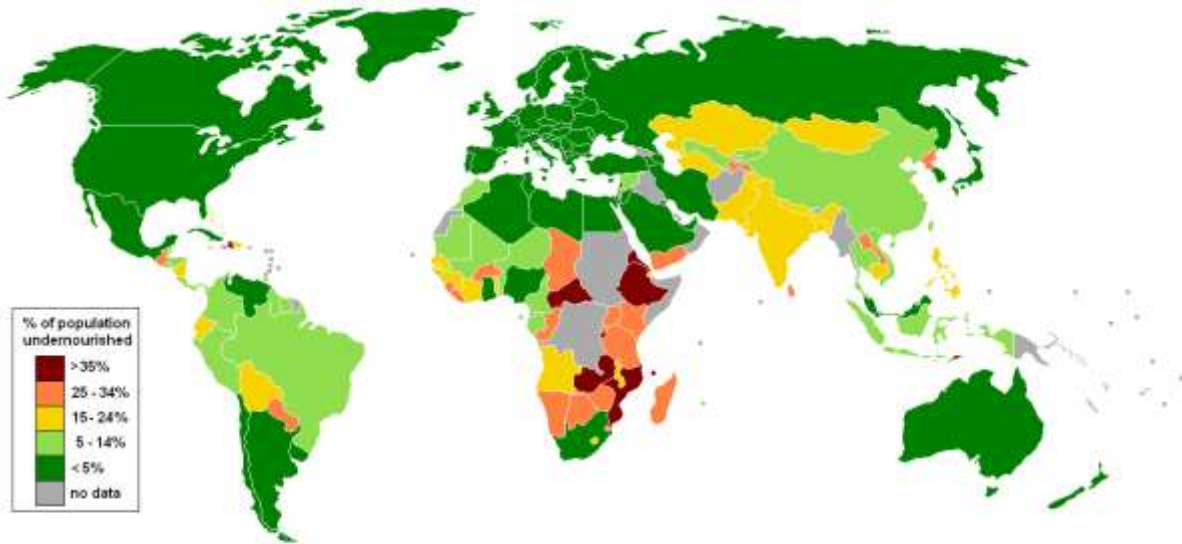 % of population
undernourished
>35%
25 - 34%
15 - 24%
5 - 14%
<5%
no data